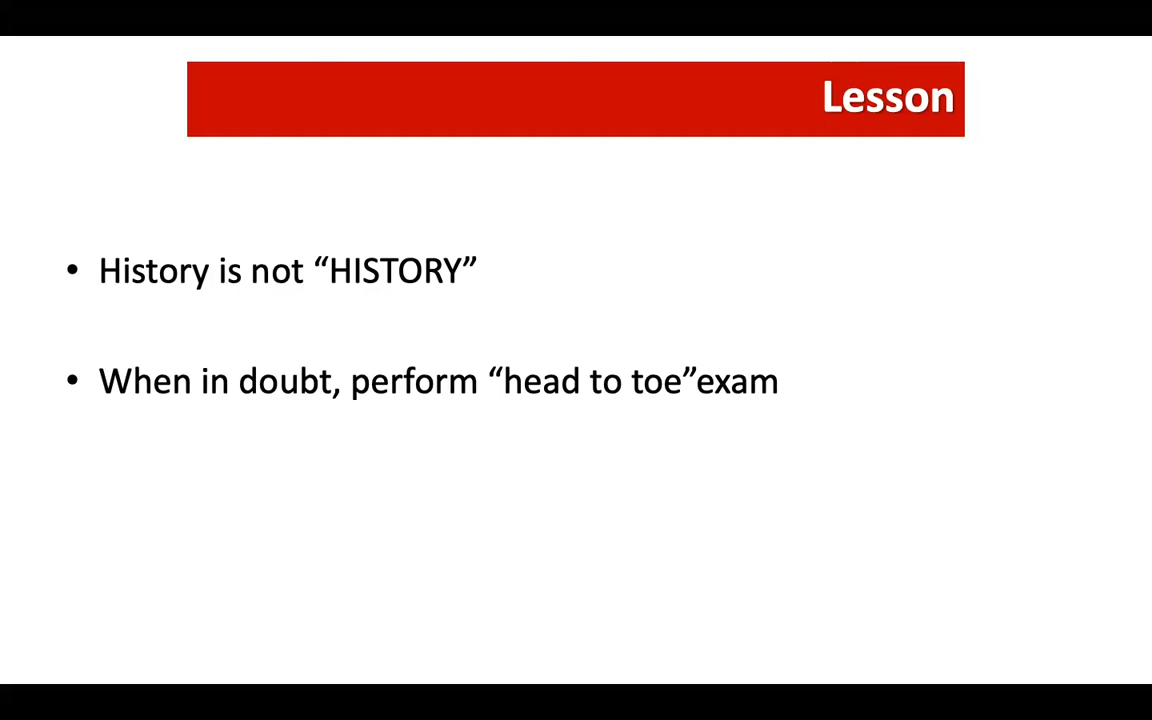 Lesson
• History is not “HISTORY”
• When in doubt, perform “head to toe”exam